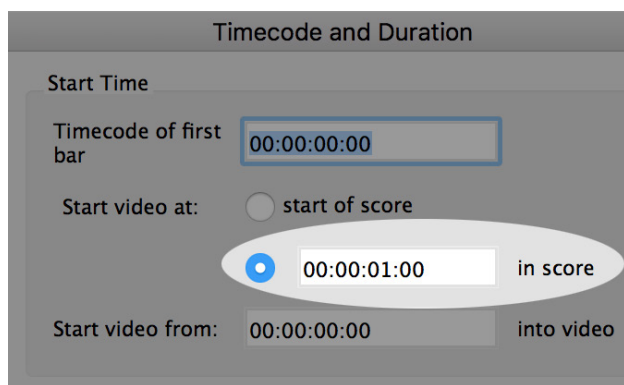 Timecode and Duration
Start Time
Timecode of first
bar
00:00:00:00
Start video at:
start of score
00:00:01:00
in score
Start video from:
00:00:00:00
into video